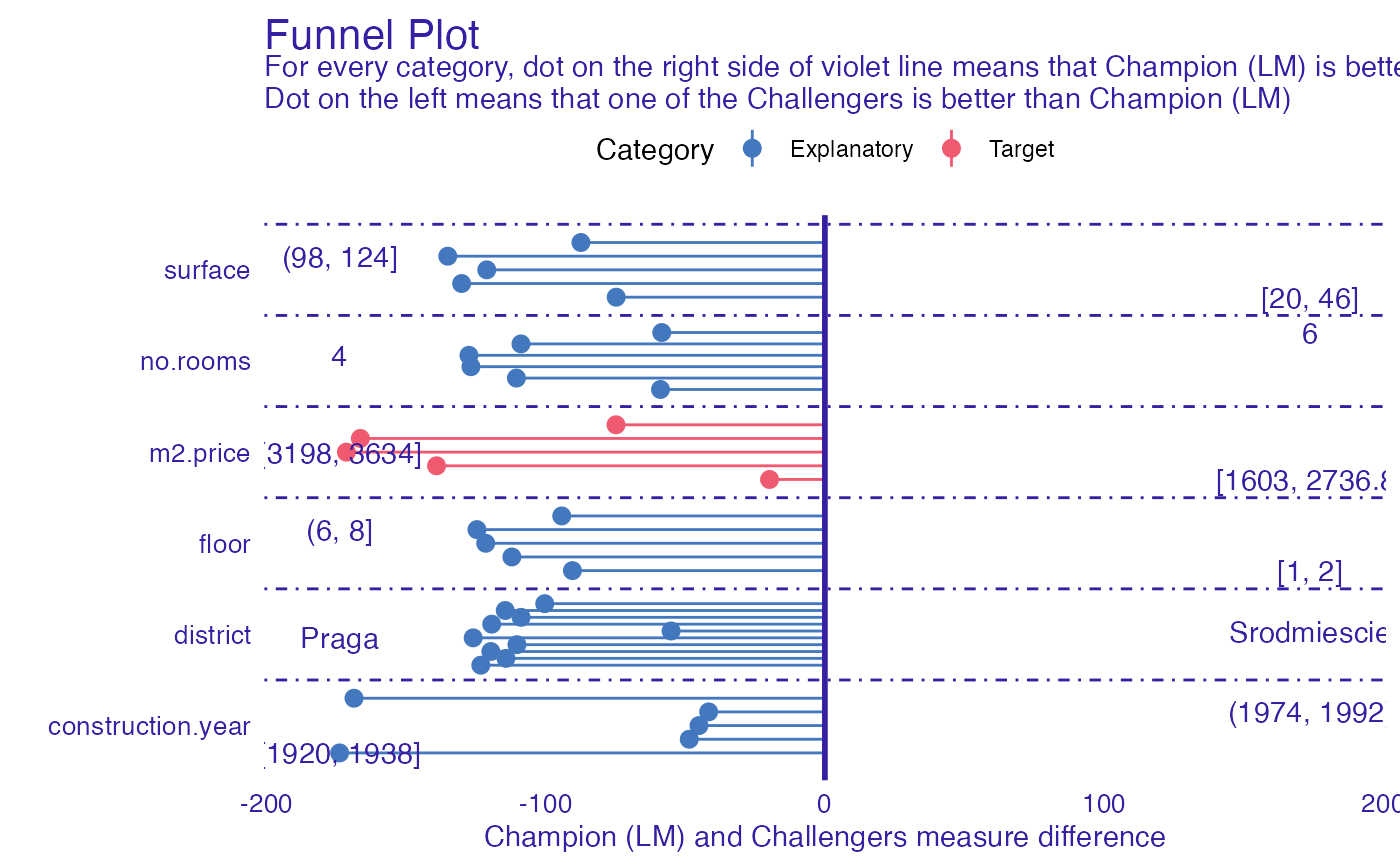 Funnel Plot
For every category, dot on the right side of violet line means that Champion (LM) is bette
Dot on the left means that one of the Challengers is better than Champion (LM)
Category Explanatory Target
surface (98, 124] [20, 46]
no.rooms 4 6
m2.price (3198, 3634] [1603, 2736.8
floor (6, 8] [1, 2]
district Praga Srodmiescie
construction.year [1920, 1938] (1974, 1992
-200 -100 0 100 200
Champion (LM) and Challengers measure difference